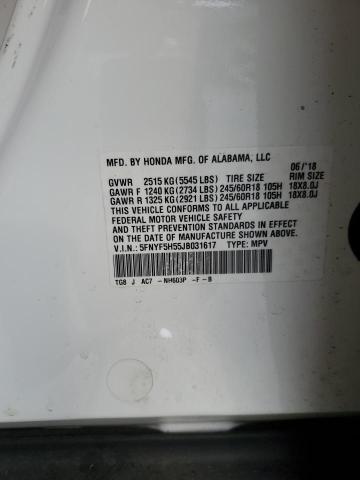 MFD. BY HONDA MFG. OF ALABAMA, LLC 06/'18
GVWR 2515 KG (5545 LBS) TIRE SIZE RIM SIZE
GAWR F 1240 KG (2734 LBS) 245/60R18 105H 18X8.0J
GAWR R 1325 KG (2921 LBS) 245/60R18 105H 18X8.0J
THIS VEHICLE CONFORMS TO ALL APPLICABLE
FEDERAL MOTOR VEHICLE SAFETY AND THEFT
PREVENTION STANDARDS IN EFFECT ON THE
DATE OF MANUFACTURE SHOWN ABOVE.
V.I.N.: 5FNYF5H55JB031617 TYPE: MPV
TG8 J AC7 -NH603P -F -B